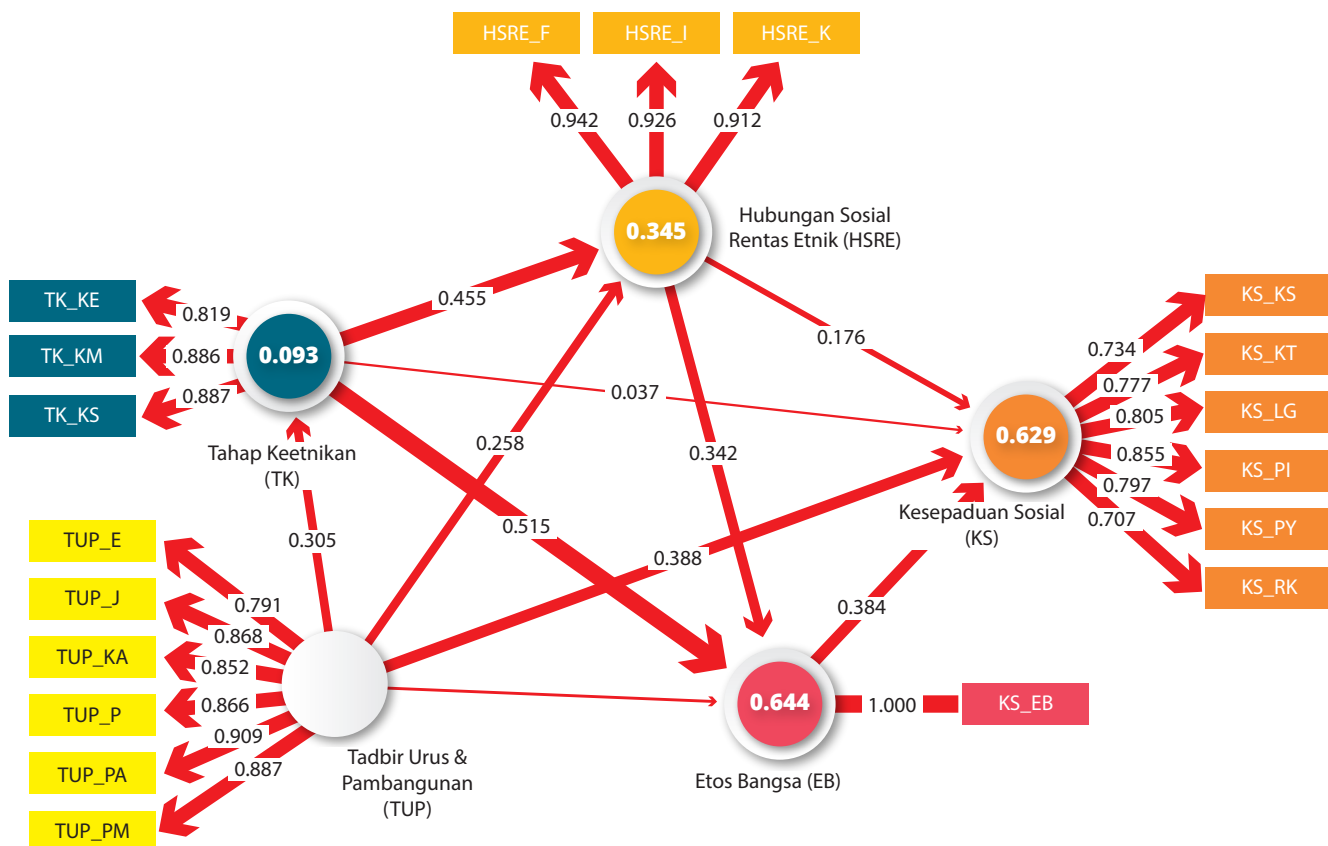 HSRE_F
HSRE_I
HSRE_K
0.942
0.926
0.912
0.345
Hubungan Sosial
Rentas Etnik (HSRE)
TK_KE
TK_KM
TK_KS
0.819
0.886
0.887
0.093
Tahap Keetnikan
(TK)
0.455
0.176
0.037
0.258
0.342
0.305
0.515
0.388
0.384
KS_KS
KS_KT
KS_LG
KS_PI
KS_PY
KS_RK
0.734
0.777
0.805
0.855
0.797
0.707
0.629
Kesepaduan Sosial
(KS)
TUP_E
TUP_J
TUP_KA
TUP_P
TUP_PA
TUP_PM
0.791
0.868
0.852
0.866
0.909
0.887
Tadbir Urus &
Pambangunan
(TUP)
0.644
1.000
KS_EB
Etos Bangsa (EB)